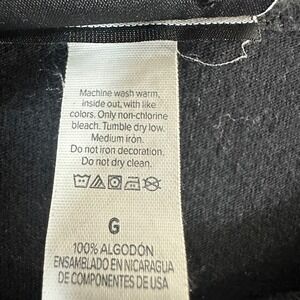 Machine wash warm,
inside out, with like
colors. Only non-chlorine
bleach. Tumble dry low.
Medium iron.
Do not iron decoration.
Do not dry clean.
G
100% ALGODÓN
ENSAMBLADO EN NICARAGUA
DE COMPONENTES DE USA